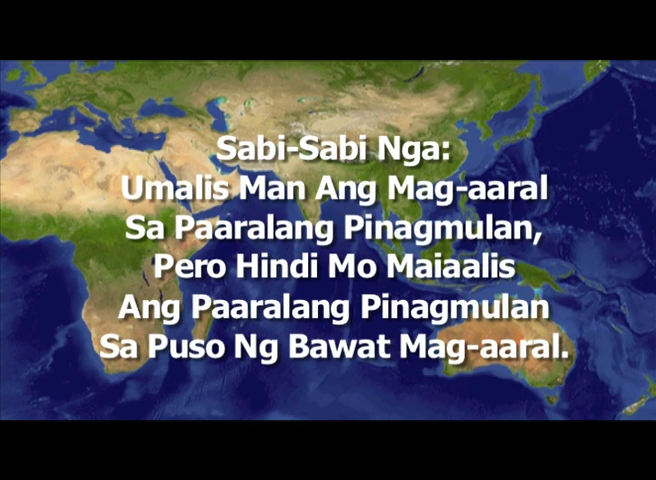 Sabi-Sabi Nga:
Umalis Man Ang Mag-aaral
Sa Paaralang Pinagmulan,
Pero Hindi Mo Maiaalis
Ang Paaralang Pinagmulan
Sa Puso Ng Bawat Mag-aaral.